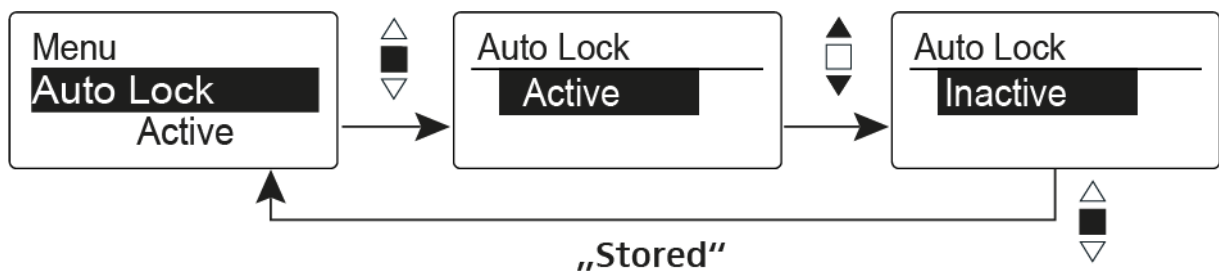 Menu
Auto Lock
Active
Auto Lock
Active
Auto Lock
Inactive
„Stored“